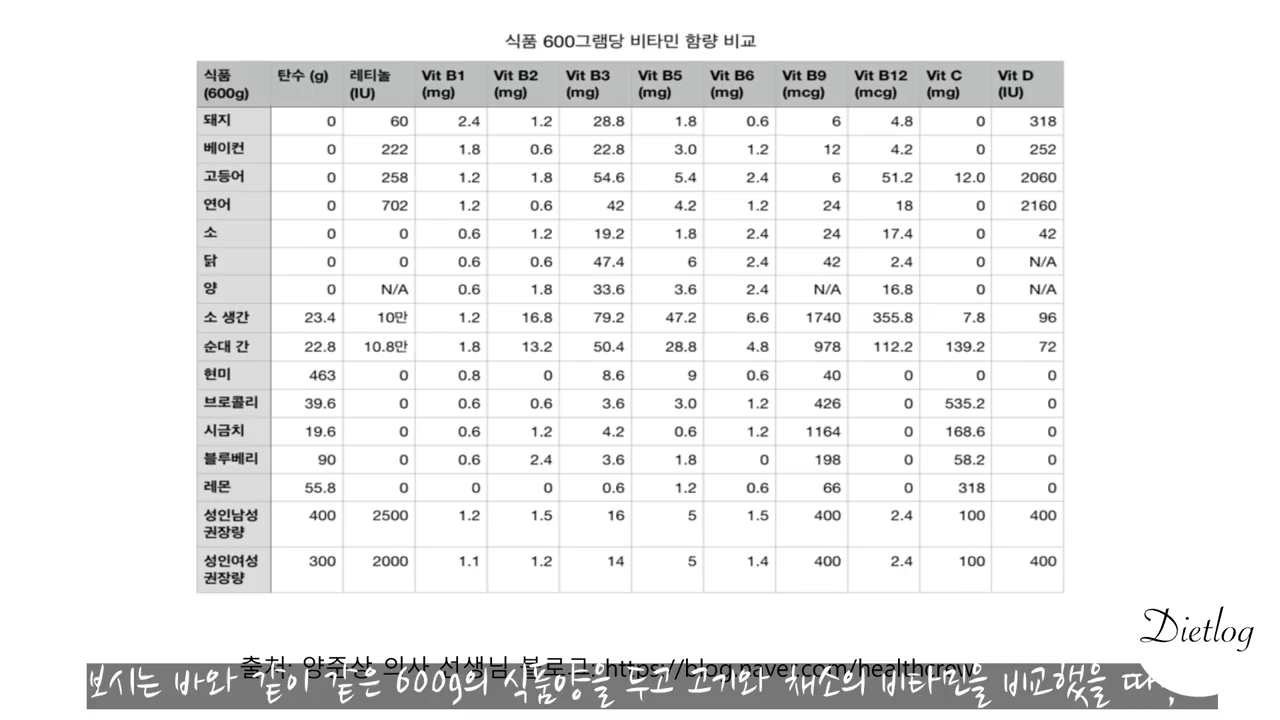 식품 600그램당 비타민 함량 비교
식품 (600g) 탄수 (g) 레티놀 (IU) Vit B1 (mg) Vit B2 (mg) Vit B3 (mg) Vit B5 (mg) Vit B6 (mg) Vit B9 (mcg) Vit B12 (mcg) Vit C (mg) Vit D (IU)
돼지 0 60 2.4 1.2 28.8 1.8 0.6 6 4.8 0 318
베이컨 0 222 1.8 0.6 22.8 3.0 1.2 12 4.2 0 252
고등어 0 258 1.2 1.8 54.6 5.4 2.4 6 51.2 12.0 2060
연어 0 702 1.2 0.6 42 4.2 1.2 24 18 0 2160
소 0 0 0.6 1.2 19.2 1.8 2.4 24 17.4 0 42
닭 0 0 0.6 0.6 47.4 6 2.4 42 2.4 0 N/A
양 0 N/A 0.6 1.8 33.6 3.6 2.4 N/A 16.8 0 N/A
소 생간 23.4 10만 1.2 16.8 79.2 47.2 6.6 1740 355.8 7.8 96
순대 간 22.8 10.8만 1.8 13.2 50.4 28.8 4.8 978 112.2 139.2 72
현미 463 0 0.8 0 8.6 9 0.6 40 0 0 0
브로콜리 39.6 0 0.6 0.6 3.6 3.0 1.2 426 0 535.2 0
시금치 19.6 0 0.6 1.2 4.2 0.6 1.2 1164 0 168.6 0
블루베리 90 0 0.6 2.4 3.6 1.8 0 198 0 58.2 0
레몬 55.8 0 0 0 0.6 1.2 0.6 66 0 318 0
성인남성 권장량 400 2500 1.2 1.5 16 5 1.5 400 2.4 100 400
성인여성 권장량 300 2000 1.1 1.2 14 5 1.4 400 2.4 100 400
Dietlog
출처: 양주상 의사 선생님 블로그: https://blog.naver.com/healthcrew
보시는 바와 같이 같은 600g의 식품양을 두고 고기와 채소의 비타민을 비교했을 때,